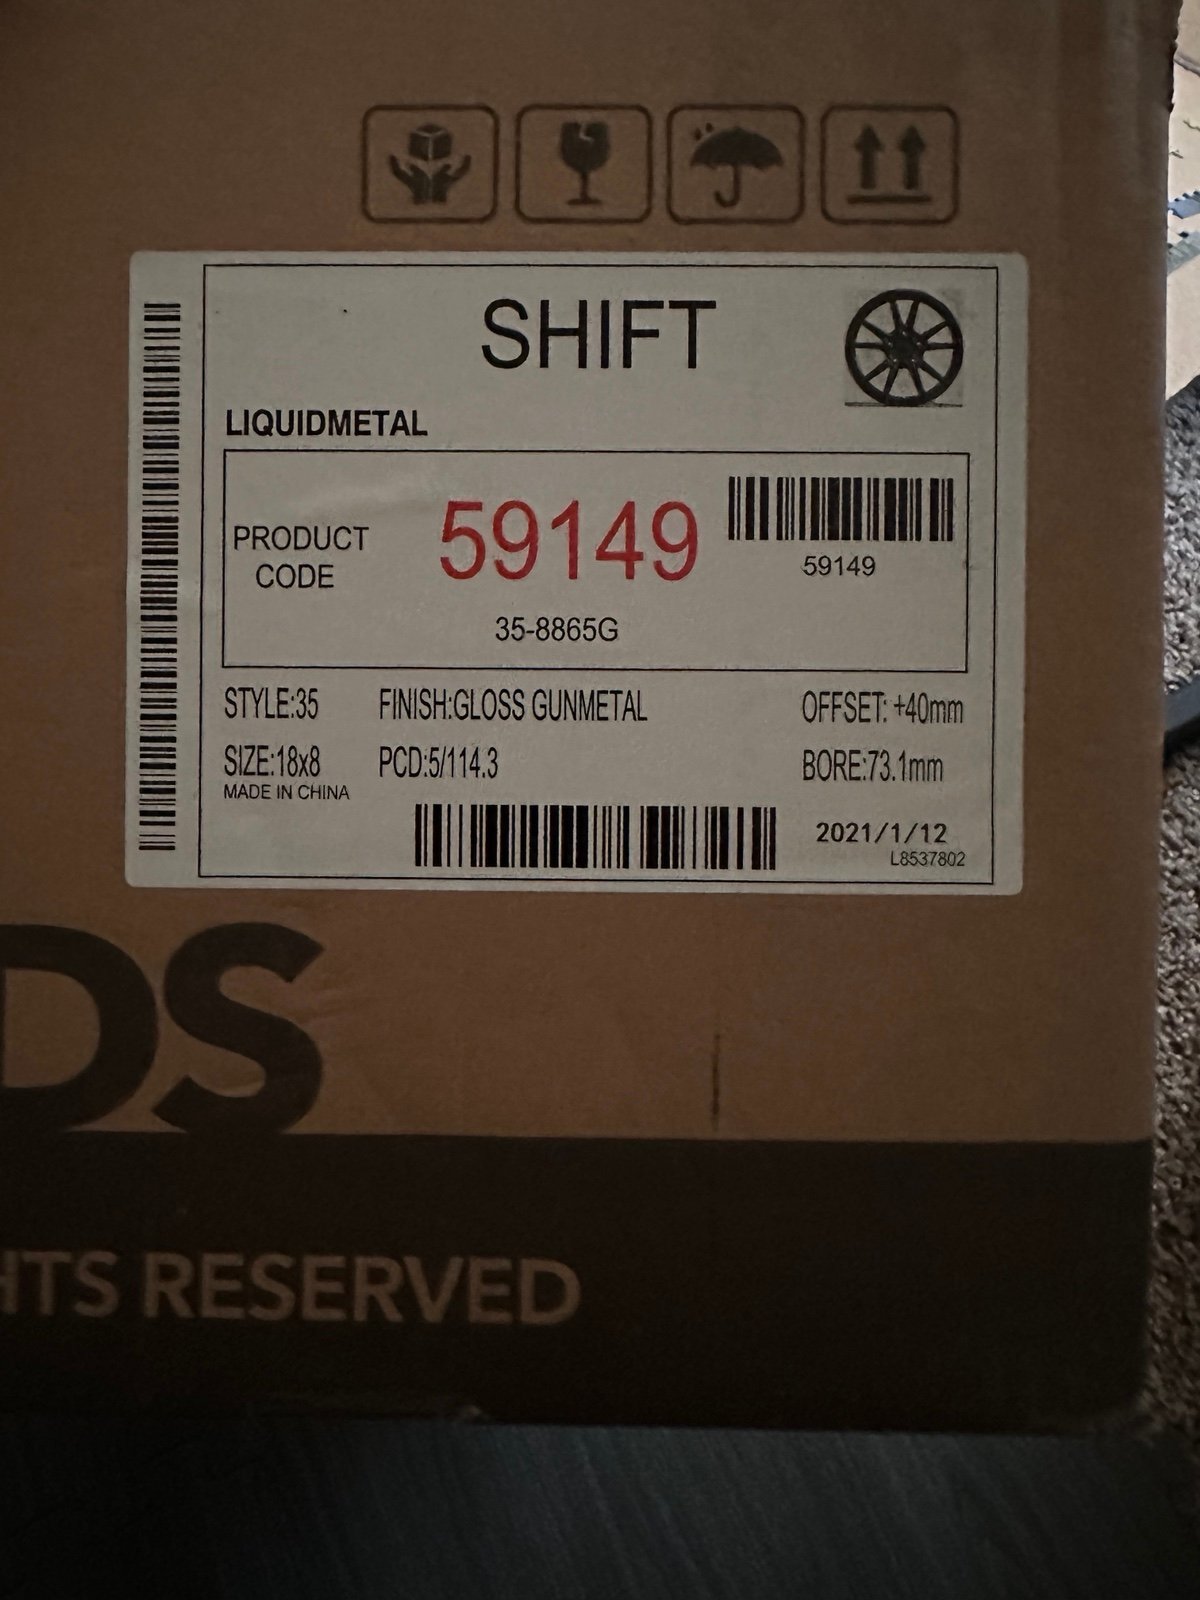 SHIFT
LIQUIDMETAL
PRODUCT
CODE
59149
59149
35-8865G
STYLE:35 FINISH:GLOSS GUNMETAL OFFSET: +40mm
SIZE:18x8 PCD:5/114.3 BORE:73.1mm
MADE IN CHINA
2021/1/12
L8537802
DS
HTS RESERVED